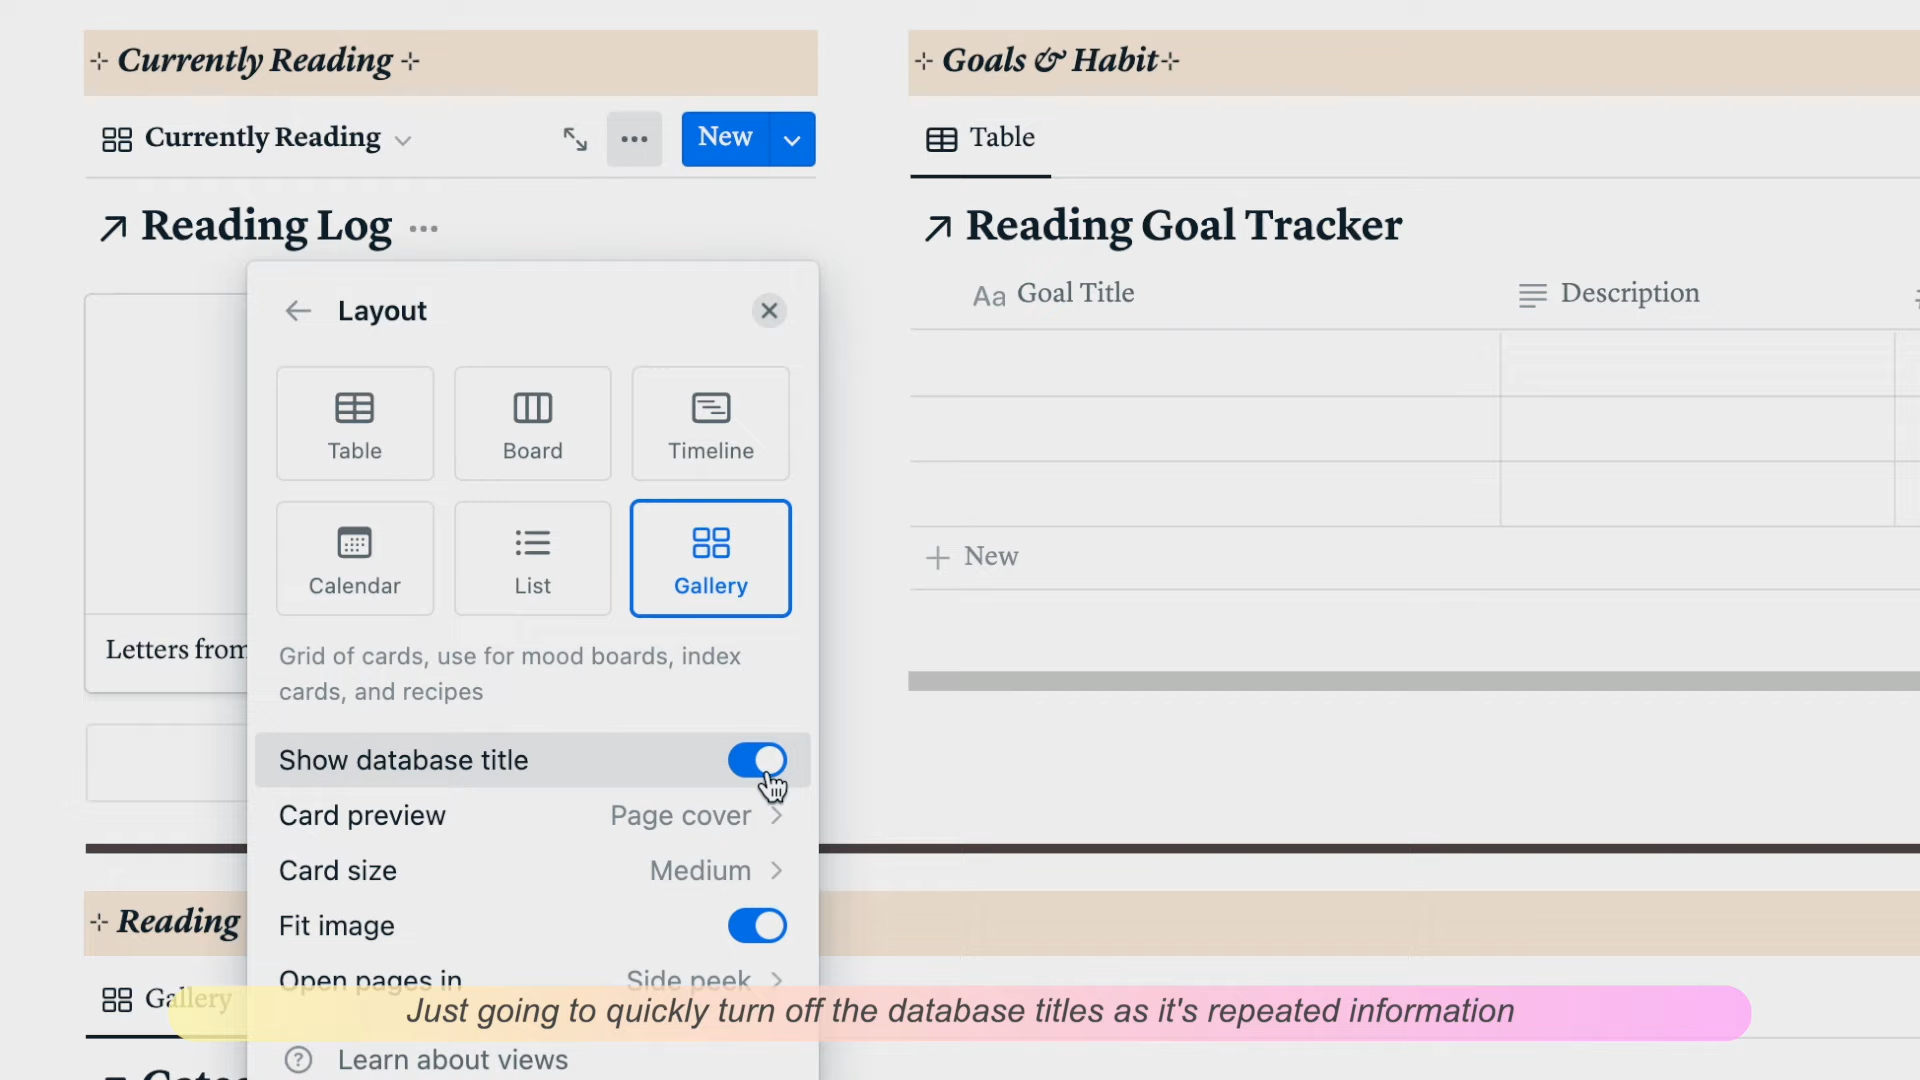 Currently Reading
Goals & Habit
Currently Reading
New
Table
Reading Log
Reading Goal Tracker
Layout
Aa Goal Title
Description
Table
Board
Timeline
Calendar
List
Gallery
New
Letters from
Grid of cards, use for mood boards, index
cards, and recipes
Show database title
Card preview Page cover
Card size Medium
Reading
Fit image
Open pages in Side peek
Gallery
Just going to quickly turn off the database titles as it's repeated information
Learn about views